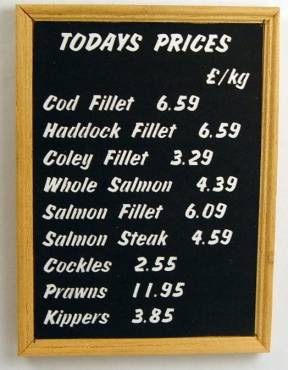 TODAYS PRICES
£/kg
Cod Fillet 6.59
Haddock Fillet 6.59
Coley Fillet 3.29
Whole Salmon 4.39
Salmon Fillet 6.09
Salmon Steak 4.59
Cockles 2.55
Prawns 11.95
Kippers 3.85